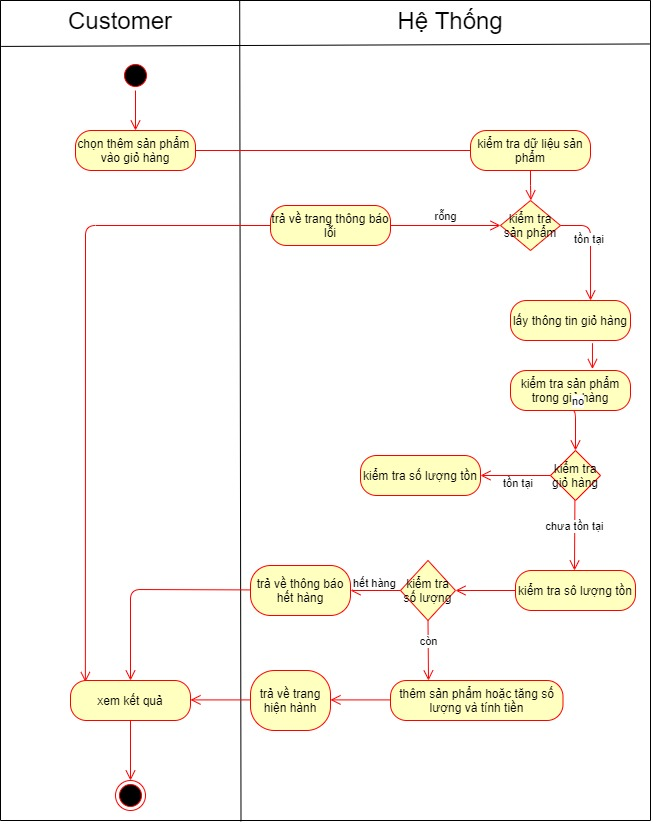 Customer
Hệ Thống
chọn thêm sản phẩm
vào giỏ hàng
kiểm tra dữ liệu sản
phẩm
trả về trang thông báo
lỗi
rỗng
kiểm tra
sản phẩm
tồn tại
lấy thông tin giỏ hàng
kiểm tra sản phẩm
trong giỏ hàng
no
kiểm tra số lượng tồn
tồn tại
kiểm tra
giỏ hàng
chưa tồn tại
trả về thông báo
hết hàng
hết hàng
kiểm tra
số lượng
kiểm tra sô lượng tồn
còn
xem kết quả
trả về trang
hiện hành
thêm sản phẩm hoặc tăng số
lượng và tính tiền